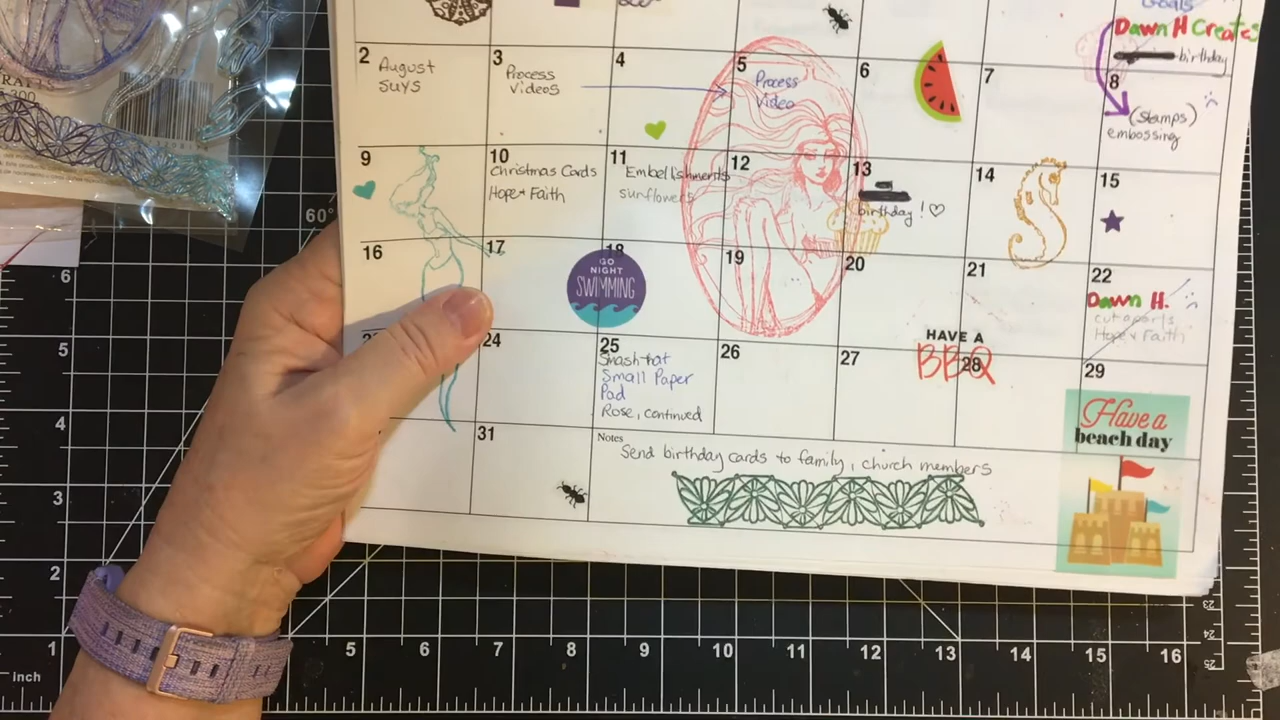 Goals
Dawn H Creates
birthday
2
August
suys
3
Process
Videos
4
5
Process
Video
6
7
8
(Stamps)
embossing
9
10
Christmas Cards
Hope & Faith
11
Embellishments
sunflowers
12
13
birthday !
14
15
16
17
18
GO
NIGHT
SWIMMING
19
20
21
22
Dawn H.
cutaparts
Hope & Faith
24
25
Smash that
Small Paper
Pad
Rose, continued
26
27
HAVE A
BBQ
28
29
Have a
beach day
31
Notes
Send birthday cards to family, church members
60°
6
5
4
3
2
1
inch
5
6
7
8
9
10
11
12
13
14
15
16
23
24
25